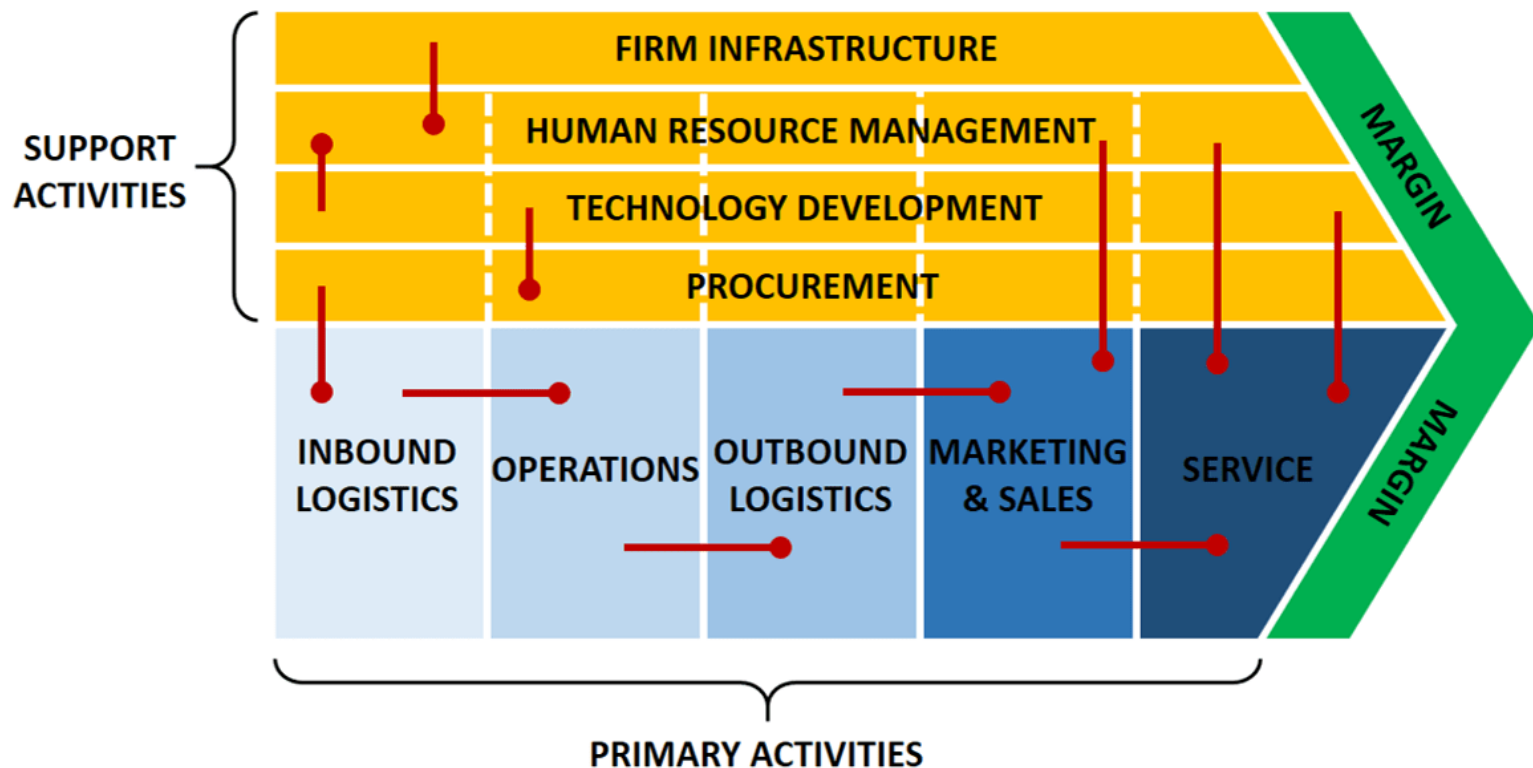 FIRM INFRASTRUCTURE
HUMAN RESOURCE MANAGEMENT
TECHNOLOGY DEVELOPMENT
PROCUREMENT
SUPPORT
ACTIVITIES
MARGIN
MARGIN
INBOUND
LOGISTICS
OPERATIONS
OUTBOUND
LOGISTICS
MARKETING
& SALES
SERVICE
PRIMARY ACTIVITIES